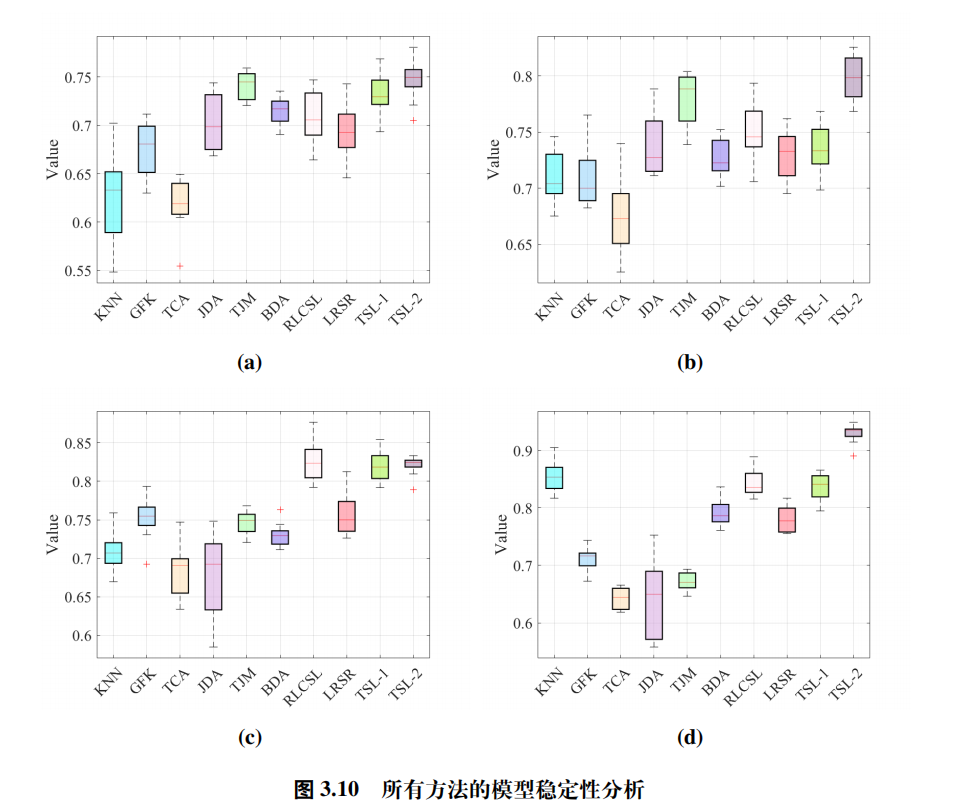 Value
0.75
0.7
0.65
0.6
0.55
KNN GFK TCA JDA TJM BDA RLCSL LRSR TSL-1 TSL-2
(a)
Value
0.8
0.75
0.7
0.65
KNN GFK TCA JDA TJM BDA RLCSL LRSR TSL-1 TSL-2
(b)
Value
0.85
0.8
0.75
0.7
0.65
0.6
KNN GFK TCA JDA TJM BDA RLCSL LRSR TSL-1 TSL-2
(c)
Value
0.9
0.8
0.7
0.6
KNN GFK TCA JDA TJM BDA RLCSL LRSR TSL-1 TSL-2
(d)
图 3.10 所有方法的模型稳定性分析